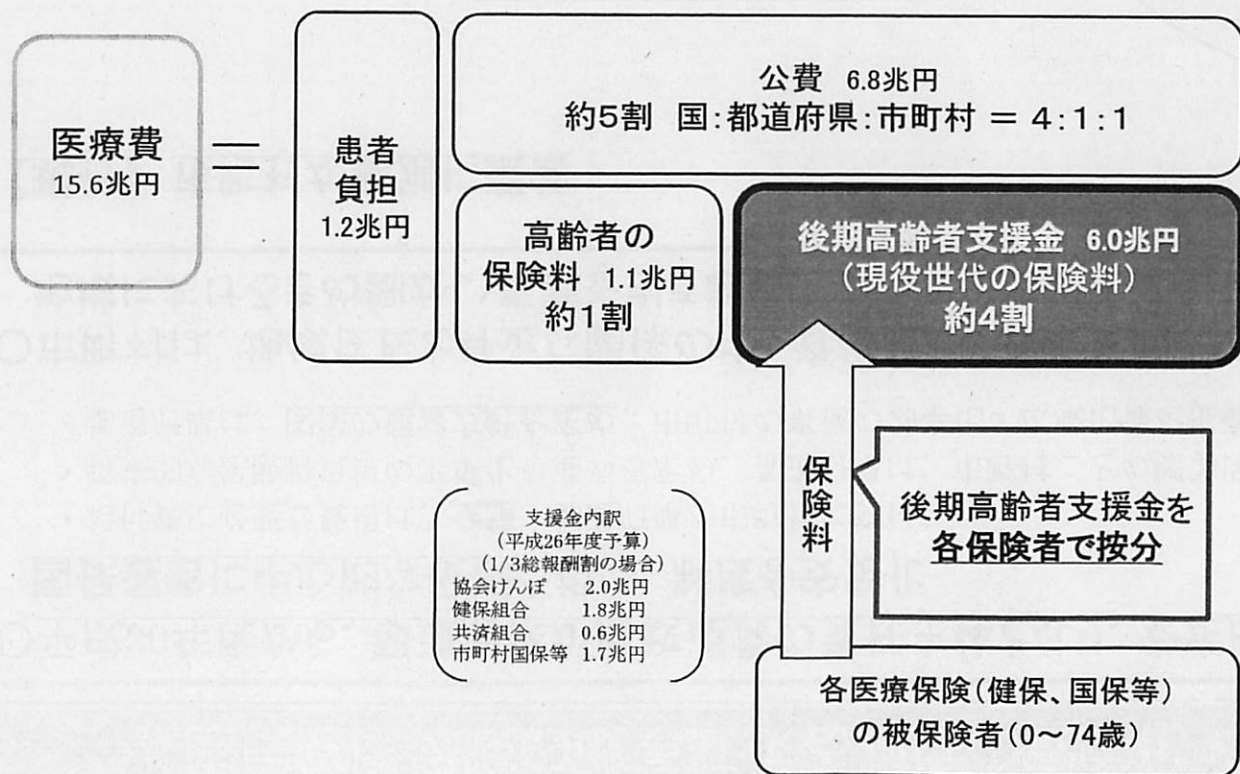 医療費
15.6兆円
患者
負担
1.2兆円
公費 6.8兆円
約5割 国:都道府県:市町村 = 4:1:1
高齢者の
保険料 1.1兆円
約1割
後期高齢者支援金 6.0兆円
(現役世代の保険料)
約4割
保険料
後期高齢者支援金を
各保険者で按分
支援金内訳
(平成26年度予算)
(1/3総報酬割の場合)
協会けんぽ 2.0兆円
健保組合 1.8兆円
共済組合 0.6兆円
市町村国保等 1.7兆円
各医療保険(健保、国保等)
の被保険者(0～74歳)